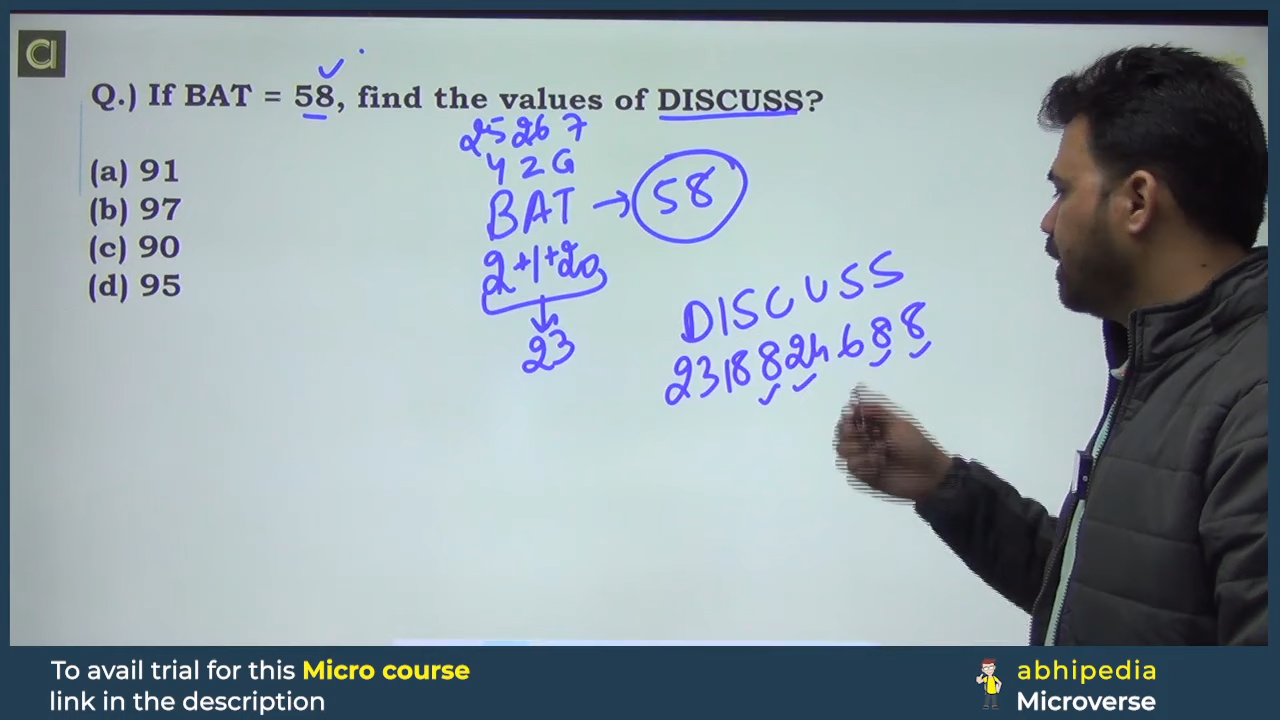 Q.) If BAT = 58, find the values of DISCUSS?
(a) 91
(b) 97
(c) 90
(d) 95
25 26 7
Y Z G
BAT → 58
2+1+20
23
DISCUSS
23 18 8 24 6 8 8
To avail trial for this Micro course
link in the description
abhipedia
Microverse